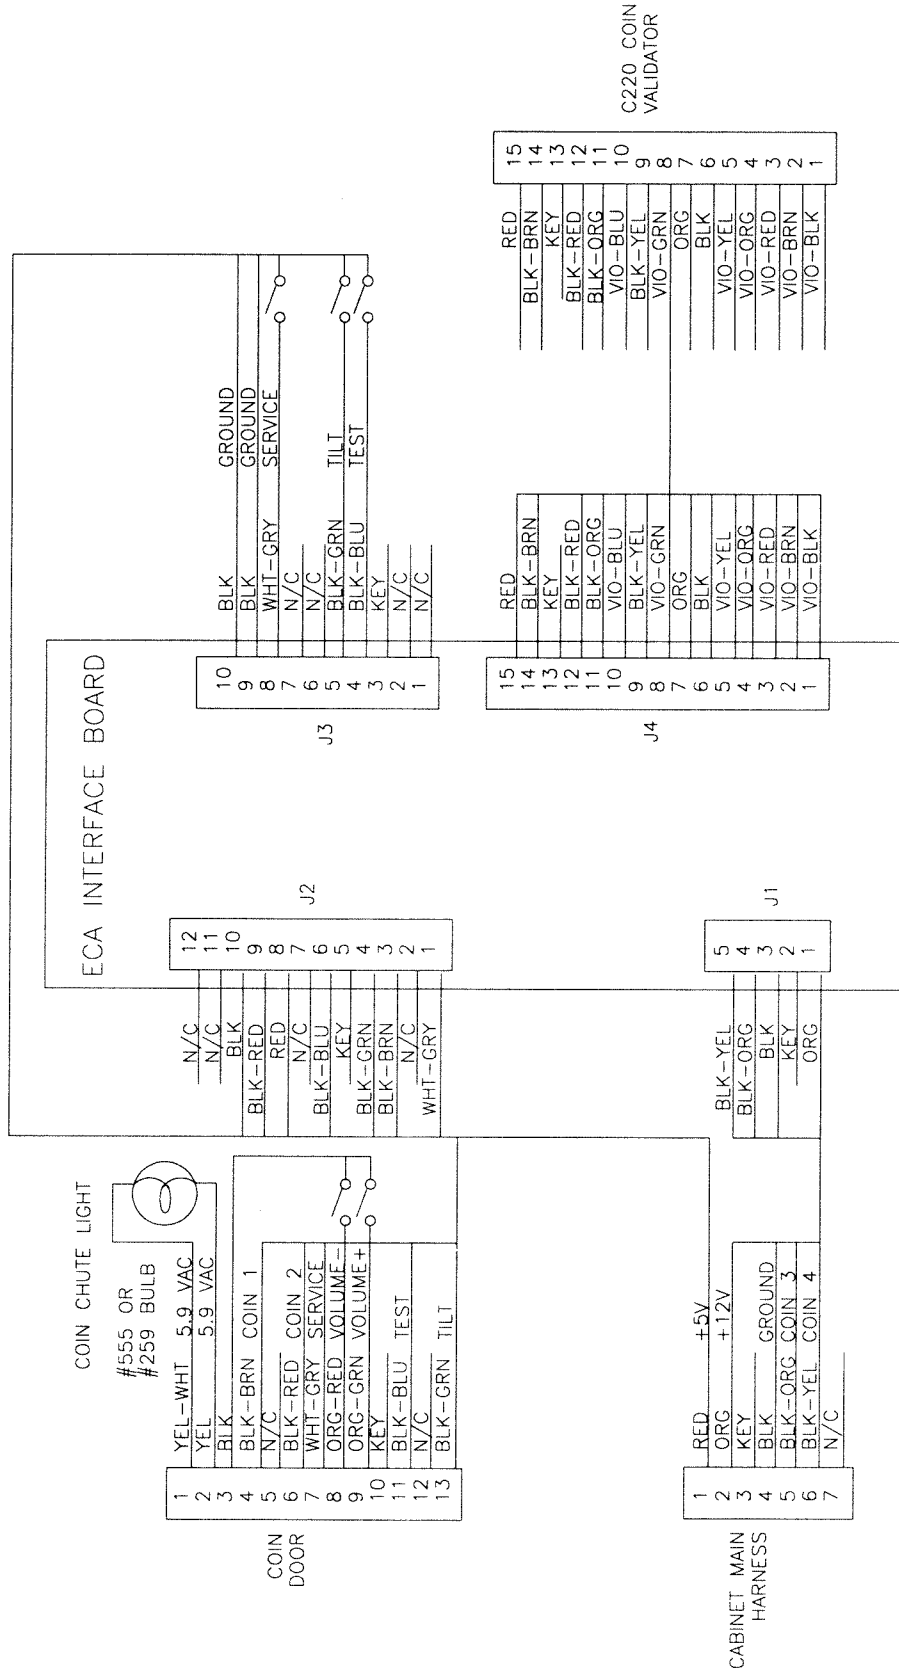 COIN CHUTE LIGHT
#555 OR
#259 BULB
COIN
DOOR
1 YEL-WHT 5.9 VAC
2 YEL 5.9 VAC
3 BLK
4 BLK-BRN COIN 1
5 N/C
6 BLK-RED COIN 2
7 WHT-GRY SERVICE
8 ORG-RED VOLUME-
9 ORG-GRN VOLUME+
10 KEY
11 BLK-BLU TEST
12 N/C
13 BLK-GRN TILT
CABINET MAIN
HARNESS
1 RED +5V
2 ORG +12V
3 KEY
4 BLK GROUND
5 BLK-ORG COIN 3
6 BLK-YEL COIN 4
7 N/C
ECA INTERFACE BOARD
J2
N/C 12
N/C 11
BLK 10
BLK-RED 9
RED 8
N/C 7
BLK-BLU 6
KEY 5
BLK-GRN 4
BLK-BRN 3
N/C 2
WHT-GRY 1
J1
BLK-YEL 5
BLK-ORG 4
BLK 3
KEY 2
ORG 1
J3
10 BLK GROUND
9 BLK GROUND
8 WHT-GRY SERVICE
7 N/C
6 N/C
5 BLK-GRN TILT
4 BLK-BLU TEST
3 KEY
2 N/C
1 N/C
J4
15 RED
14 BLK-BRN
13 KEY
12 BLK-RED
11 BLK-ORG
10 VIO-BLU
9 BLK-YEL
8 VIO-GRN
7 ORG
6 BLK
5 VIO-YEL
4 VIO-ORG
3 VIO-RED
2 VIO-BRN
1 VIO-BLK
C220 COIN
VALIDATOR
RED 15
BLK-BRN 14
KEY 13
BLK-RED 12
BLK-ORG 11
VIO-BLU 10
BLK-YEL 9
VIO-GRN 8
ORG 7
BLK 6
VIO-YEL 5
VIO-ORG 4
VIO-RED 3
VIO-BRN 2
VIO-BLK 1